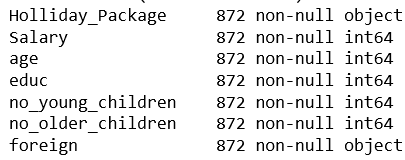 Holliday_Package 872 non-null object
Salary 872 non-null int64
age 872 non-null int64
educ 872 non-null int64
no_young_children 872 non-null int64
no_older_children 872 non-null int64
foreign 872 non-null object